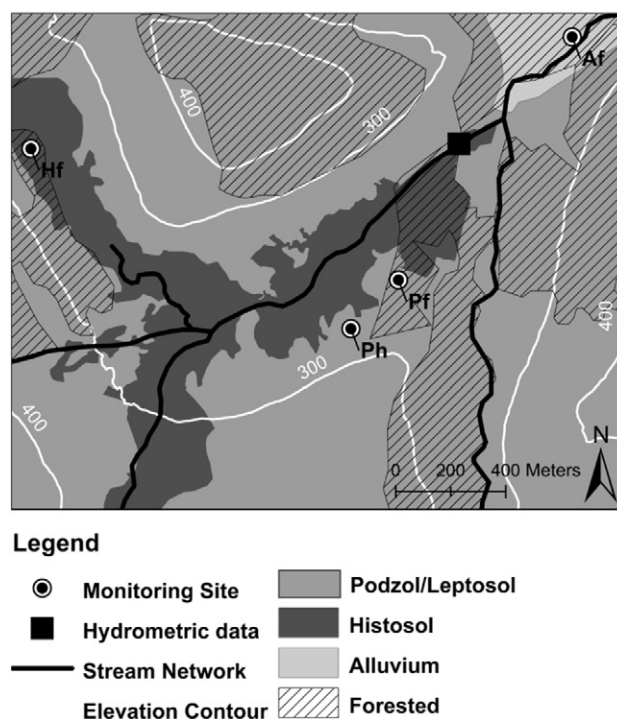 Af
400
300
Hf
Pf
Ph
300
400
400
N
0 200 400 Meters
Legend
Monitoring Site
Hydrometric data
Stream Network
Elevation Contour
Podzol/Leptosol
Histosol
Alluvium
Forested